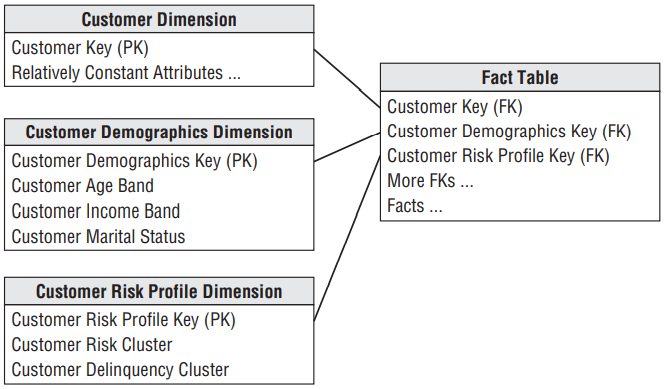 Customer Dimension
Customer Key (PK)
Relatively Constant Attributes ...
Customer Demographics Dimension
Customer Demographics Key (PK)
Customer Age Band
Customer Income Band
Customer Marital Status
Customer Risk Profile Dimension
Customer Risk Profile Key (PK)
Customer Risk Cluster
Customer Delinquency Cluster
Fact Table
Customer Key (FK)
Customer Demographics Key (FK)
Customer Risk Profile Key (FK)
More FKs ...
Facts ...